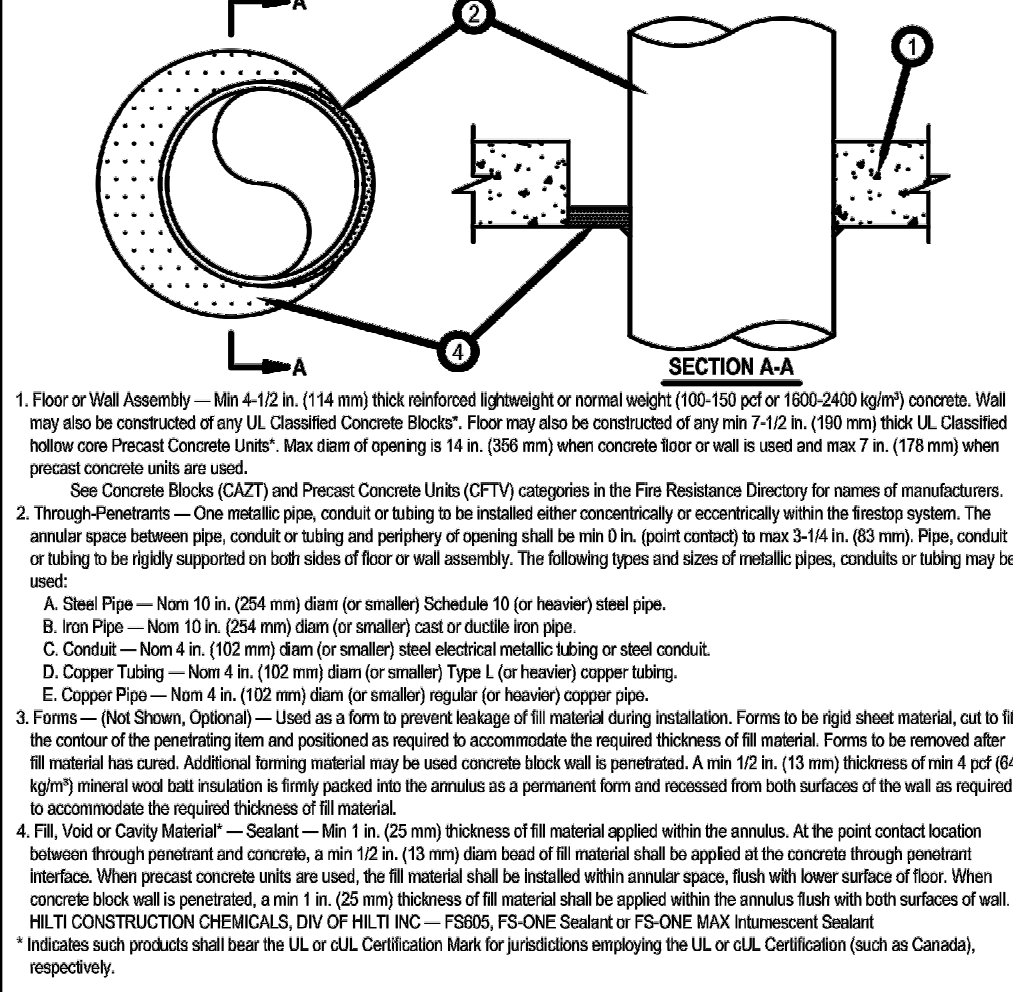 A
2
1
4
A
SECTION A-A
1. Floor or Wall Assembly — Min 4-1/2 in. (114 mm) thick reinforced lightweight or normal weight (100-150 pcf or 1600-2400 kg/m³) concrete. Wall
may also be constructed of any UL Classified Concrete Blocks*. Floor may also be constructed of any min 7-1/2 in. (190 mm) thick UL Classified
hollow core Precast Concrete Units*. Max diam of opening is 14 in. (356 mm) when concrete floor or wall is used and max 7 in. (178 mm) when
precast concrete units are used.
See Concrete Blocks (CAZT) and Precast Concrete Units (CFTV) categories in the Fire Resistance Directory for names of manufacturers.
2. Through-Penetrants — One metallic pipe, conduit or tubing to be installed either concentrically or eccentrically within the firestop system. The
annular space between pipe, conduit or tubing and periphery of opening shall be min 0 in. (point contact) to max 3-1/4 in. (83 mm). Pipe, conduit
or tubing to be rigidly supported on both sides of floor or wall assembly. The following types and sizes of metallic pipes, conduits or tubing may be
used:
A. Steel Pipe — Nom 10 in. (254 mm) diam (or smaller) Schedule 10 (or heavier) steel pipe.
B. Iron Pipe — Nom 10 in. (254 mm) diam (or smaller) cast or ductile iron pipe.
C. Conduit — Nom 4 in. (102 mm) diam (or smaller) steel electrical metallic tubing or steel conduit.
D. Copper Tubing — Nom 4 in. (102 mm) diam (or smaller) Type L (or heavier) copper tubing.
E. Copper Pipe — Nom 4 in. (102 mm) diam (or smaller) regular (or heavier) copper pipe.
3. Forms — (Not Shown, Optional) — Used as a form to prevent leakage of fill material during installation. Forms to be rigid sheet material, cut to fit
the contour of the penetrating item and positioned as required to accommodate the required thickness of fill material. Forms to be removed after
fill material has cured. Additional forming material may be used concrete block wall is penetrated. A min 1/2 in. (13 mm) thickness of min 4 pcf (64
kg/m³) mineral wool batt insulation is firmly packed into the annulus as a permanent form and recessed from both surfaces of the wall as required
to accommodate the required thickness of fill material.
4. Fill, Void or Cavity Material* — Sealant — Min 1 in. (25 mm) thickness of fill material applied within the annulus. At the point contact location
between through penetrant and concrete, a min 1/2 in. (13 mm) diam bead of fill material shall be applied at the concrete through penetrant
interface. When precast concrete units are used, the fill material shall be installed within annular space, flush with lower surface of floor. When
concrete block wall is penetrated, a min 1 in. (25 mm) thickness of fill material shall be applied within the annulus flush with both surfaces of wall.
HILTI CONSTRUCTION CHEMICALS, DIV OF HILTI INC — FS605, FS-ONE Sealant or FS-ONE MAX Intumescent Sealant
* Indicates such products shall bear the UL or cUL Certification Mark for jurisdictions employing the UL or cUL Certification (such as Canada),
respectively.